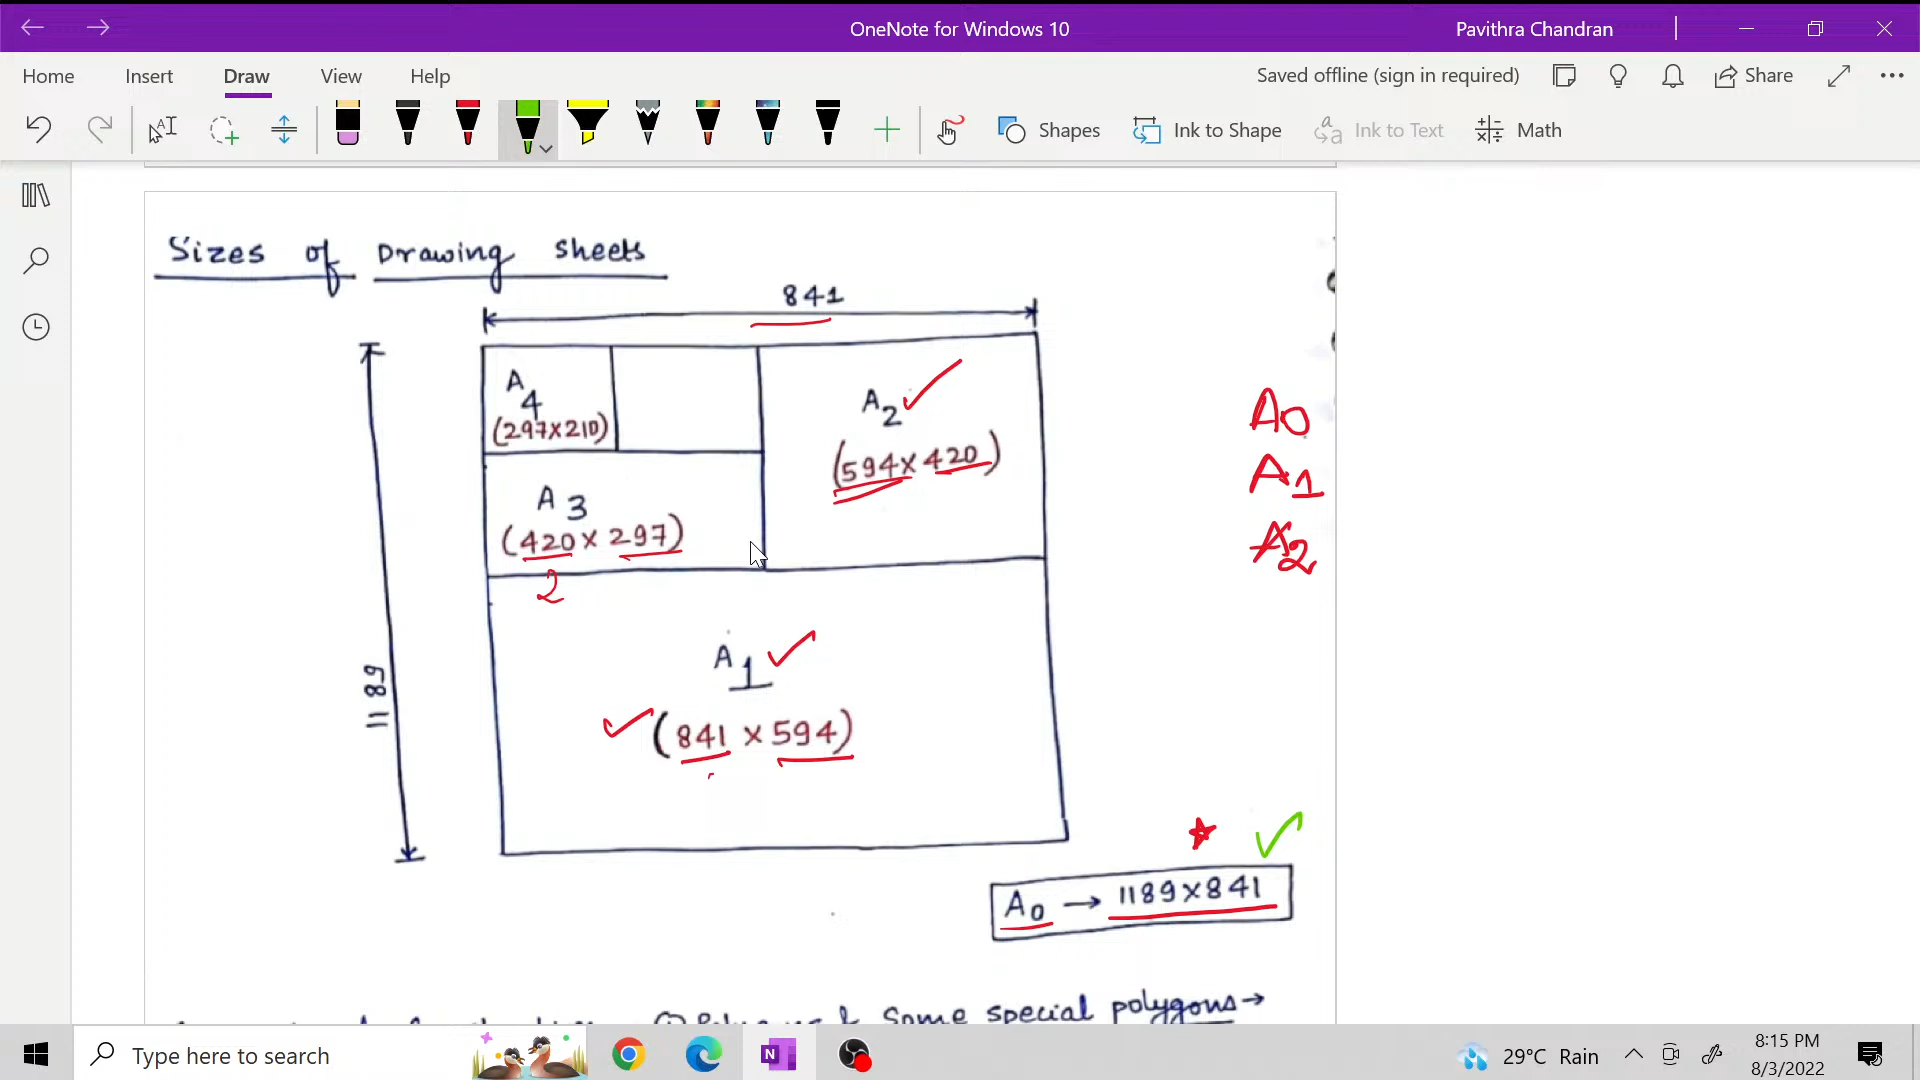 OneNote for Windows 10
Pavithra Chandran
Home Insert Draw View Help
Saved offline (sign in required)
Share
Shapes
Ink to Shape
Ink to Text
Math
Sizes of Drawing Sheets
841
A4
(297x210)
A2
(594x420)
A3
(420x297)
2
1189
A1
(841 x 594)
A0
A1
A2
A0 → 1189x841
& some special polygons→
Type here to search
29°C Rain
8:15 PM
8/3/2022